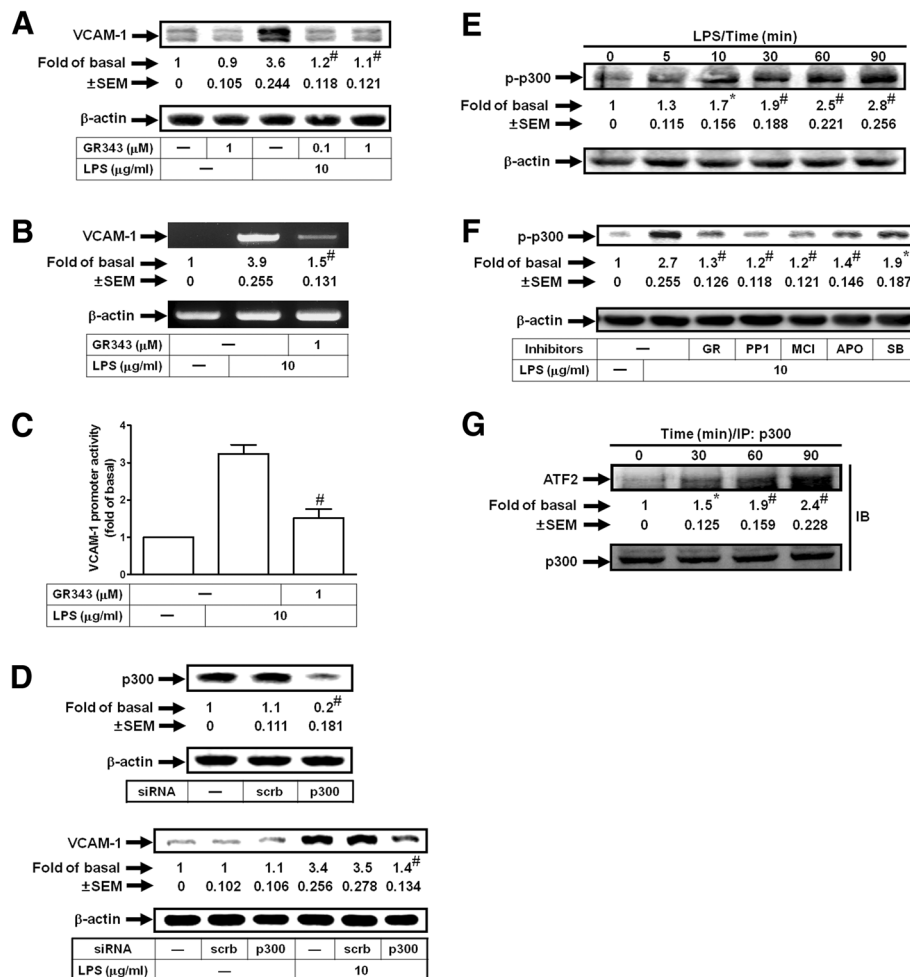 A
VCAM-1
Fold of basal 1 0.9 3.6 1.2# 1.1#
±SEM 0 0.105 0.244 0.118 0.121
β-actin
GR343 (μM) — 1 — 0.1 1
LPS (μg/ml) — 10
B
VCAM-1
Fold of basal 1 3.9 1.5#
±SEM 0 0.255 0.131
β-actin
GR343 (μM) — 1
LPS (μg/ml) — 10
C
VCAM-1 promoter activity
(fold of basal)
4
3
2
1
0
#
GR343 (μM) — 1
LPS (μg/ml) — 10
D
p300
Fold of basal 1 1.1 0.2#
±SEM 0 0.111 0.181
β-actin
siRNA — scrb p300
VCAM-1
Fold of basal 1 1 1.1 3.4 3.5 1.4#
±SEM 0 0.102 0.106 0.256 0.278 0.134
β-actin
siRNA — scrb p300 — scrb p300
LPS (μg/ml) — 10
E
LPS/Time (min)
0 5 10 30 60 90
p-p300
Fold of basal 1 1.3 1.7* 1.9# 2.5# 2.8#
±SEM 0 0.115 0.156 0.188 0.221 0.256
β-actin
F
p-p300
Fold of basal 1 2.7 1.3# 1.2# 1.2# 1.4# 1.9*
±SEM 0 0.255 0.126 0.118 0.121 0.146 0.187
β-actin
Inhibitors — GR PP1 MCI APO SB
LPS (μg/ml) — 10
G
Time (min)/IP: p300
0 30 60 90
ATF2
Fold of basal 1 1.5* 1.9# 2.4#
±SEM 0 0.125 0.159 0.228
p300
IB